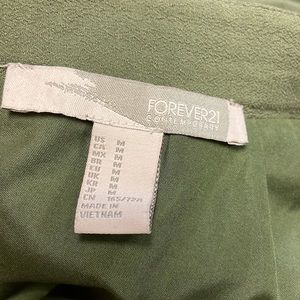 FOREVER21
CONTEMPORARY
US M
CA M
MX M
BR M
EU M
UK M
KR M
JP M
CN 165/72A
MADE IN
VIETNAM